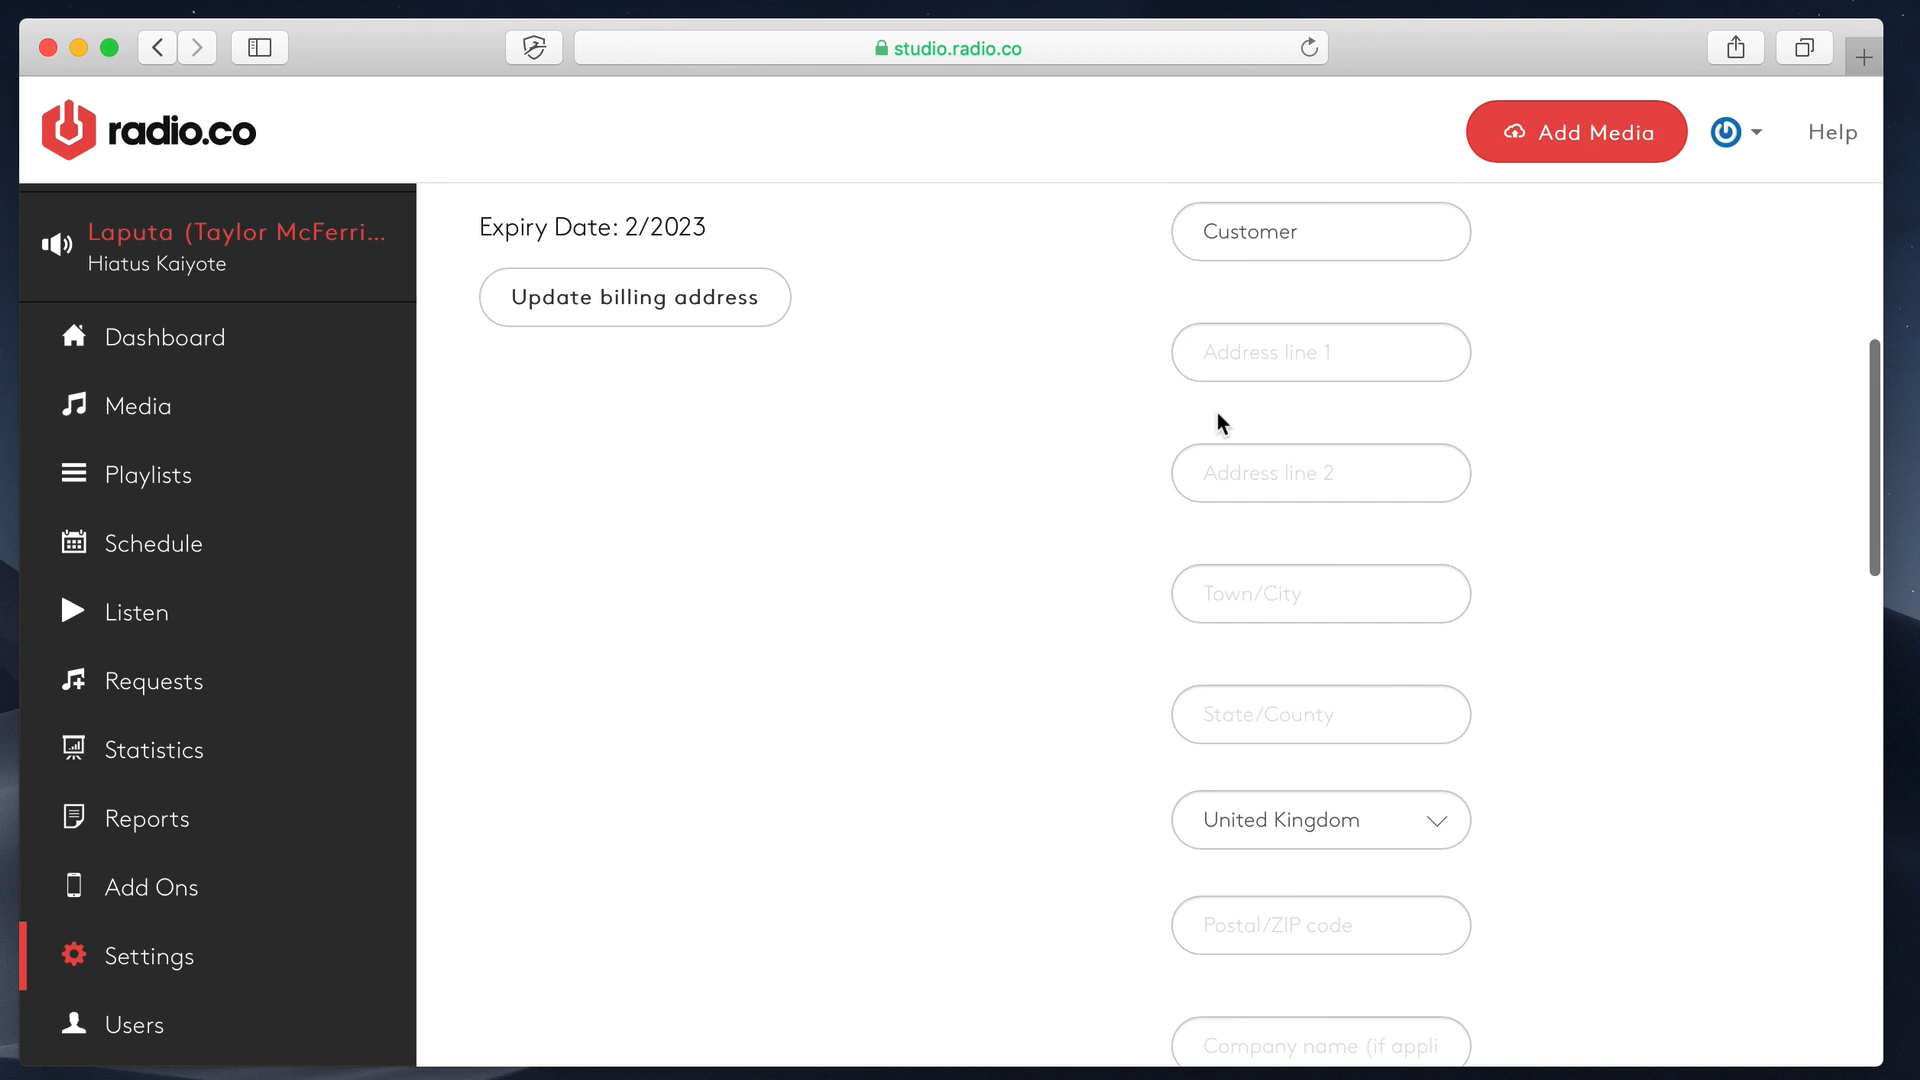 studio.radio.co
radio.co
Add Media
Help
Laputa (Taylor McFerri...
Hiatus Kaiyote
Dashboard
Media
Playlists
Schedule
Listen
Requests
Statistics
Reports
Add Ons
Settings
Users
Expiry Date: 2/2023
Update billing address
Customer
Address line 1
Address line 2
Town/City
State/County
United Kingdom
Postal/ZIP code
Company name (if appli